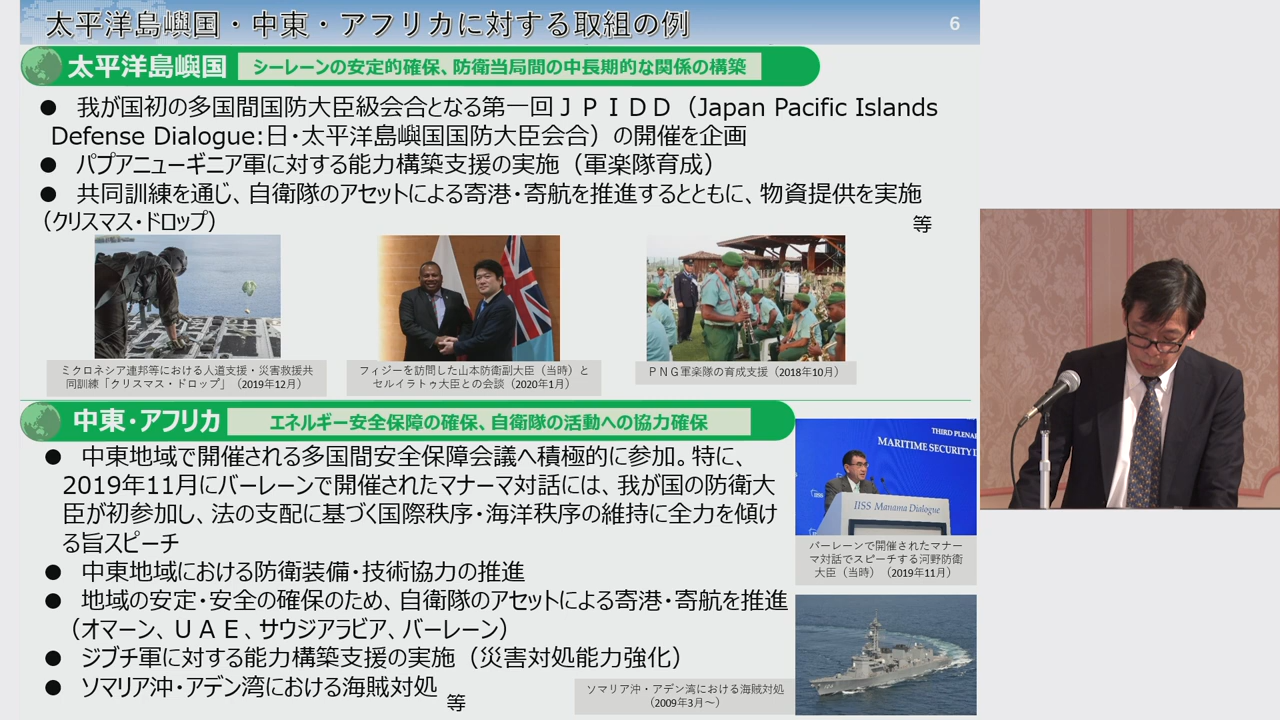 太平洋島嶼国・中東・アフリカに対する取組の例
6
太平洋島嶼国
シーレーンの安定的確保、防衛当局間の中長期的な関係の構築
● 我が国初の多国間国防大臣級会合となる第一回ＪＰＩＤＤ（Japan Pacific Islands
Defense Dialogue:日・太平洋島嶼国国防大臣会合）の開催を企画
● パプアニューギニア軍に対する能力構築支援の実施（軍楽隊育成）
● 共同訓練を通じ、自衛隊のアセットによる寄港・寄航を推進するとともに、物資提供を実施
（クリスマス・ドロップ）
等
ミクロネシア連邦等における人道支援・災害救援共
同訓練「クリスマス・ドロップ」（2019年12月）
フィジーを訪問した山本防衛副大臣（当時）と
セルイラトゥ大臣との会談（2020年1月）
ＰＮＧ軍楽隊の育成支援（2018年10月）
中東・アフリカ
エネルギー安全保障の確保、自衛隊の活動への協力確保
● 中東地域で開催される多国間安全保障会議へ積極的に参加。特に、
2019年11月にバーレーンで開催されたマナーマ対話には、我が国の防衛大
臣が初参加し、法の支配に基づく国際秩序・海洋秩序の維持に全力を傾け
る旨スピーチ
● 中東地域における防衛装備・技術協力の推進
● 地域の安定・安全の確保のため、自衛隊のアセットによる寄港・寄航を推進
（オマーン、ＵＡＥ、サウジアラビア、バーレーン）
● ジブチ軍に対する能力構築支援の実施（災害対処能力強化）
● ソマリア沖・アデン湾における海賊対処
等
THIRD PLENA
MARITIME SECURITY I
IISS
IISS Manama Dialogue
バーレーンで開催されたマナー
マ対話でスピーチする河野防衛
大臣（当時）（2019年11月）
ソマリア沖・アデン湾における海賊対処
（2009年3月～）